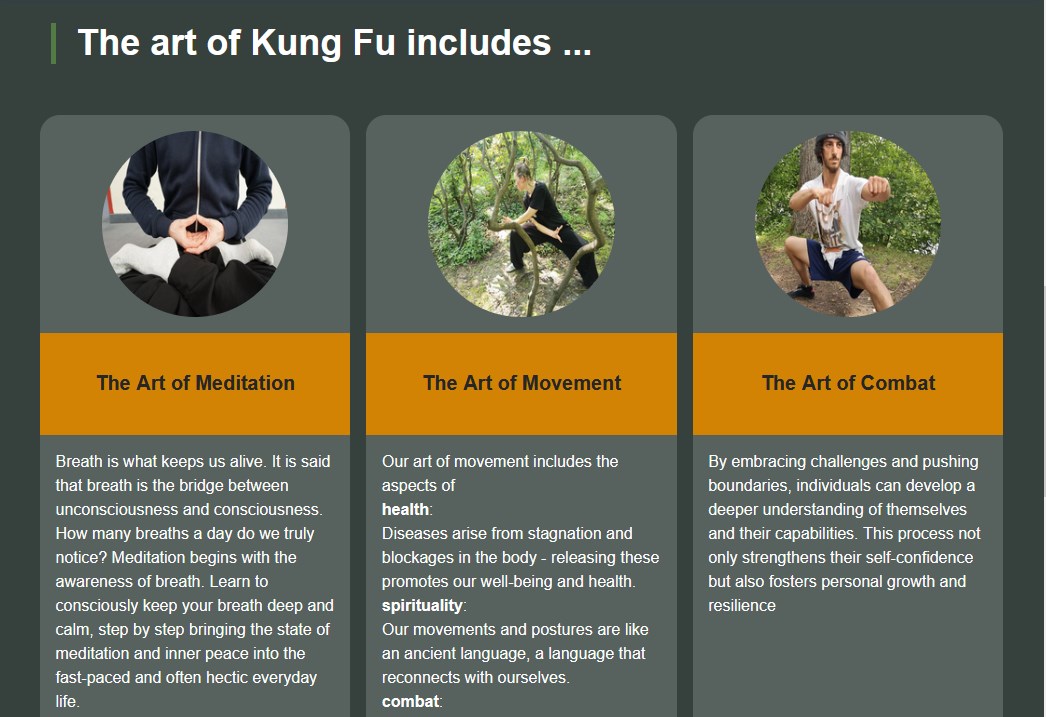 The art of Kung Fu includes ...
The Art of Meditation
Breath is what keeps us alive. It is said
that breath is the bridge between
unconsciousness and consciousness.
How many breaths a day do we truly
notice? Meditation begins with the
awareness of breath. Learn to
consciously keep your breath deep and
calm, step by step bringing the state of
meditation and inner peace into the
fast-paced and often hectic everyday
life.
The Art of Movement
Our art of movement includes the
aspects of
health:
Diseases arise from stagnation and
blockages in the body - releasing these
promotes our well-being and health.
spirituality:
Our movements and postures are like
an ancient language, a language that
reconnects with ourselves.
combat:
The Art of Combat
By embracing challenges and pushing
boundaries, individuals can develop a
deeper understanding of themselves
and their capabilities. This process not
only strengthens their self-confidence
but also fosters personal growth and
resilience